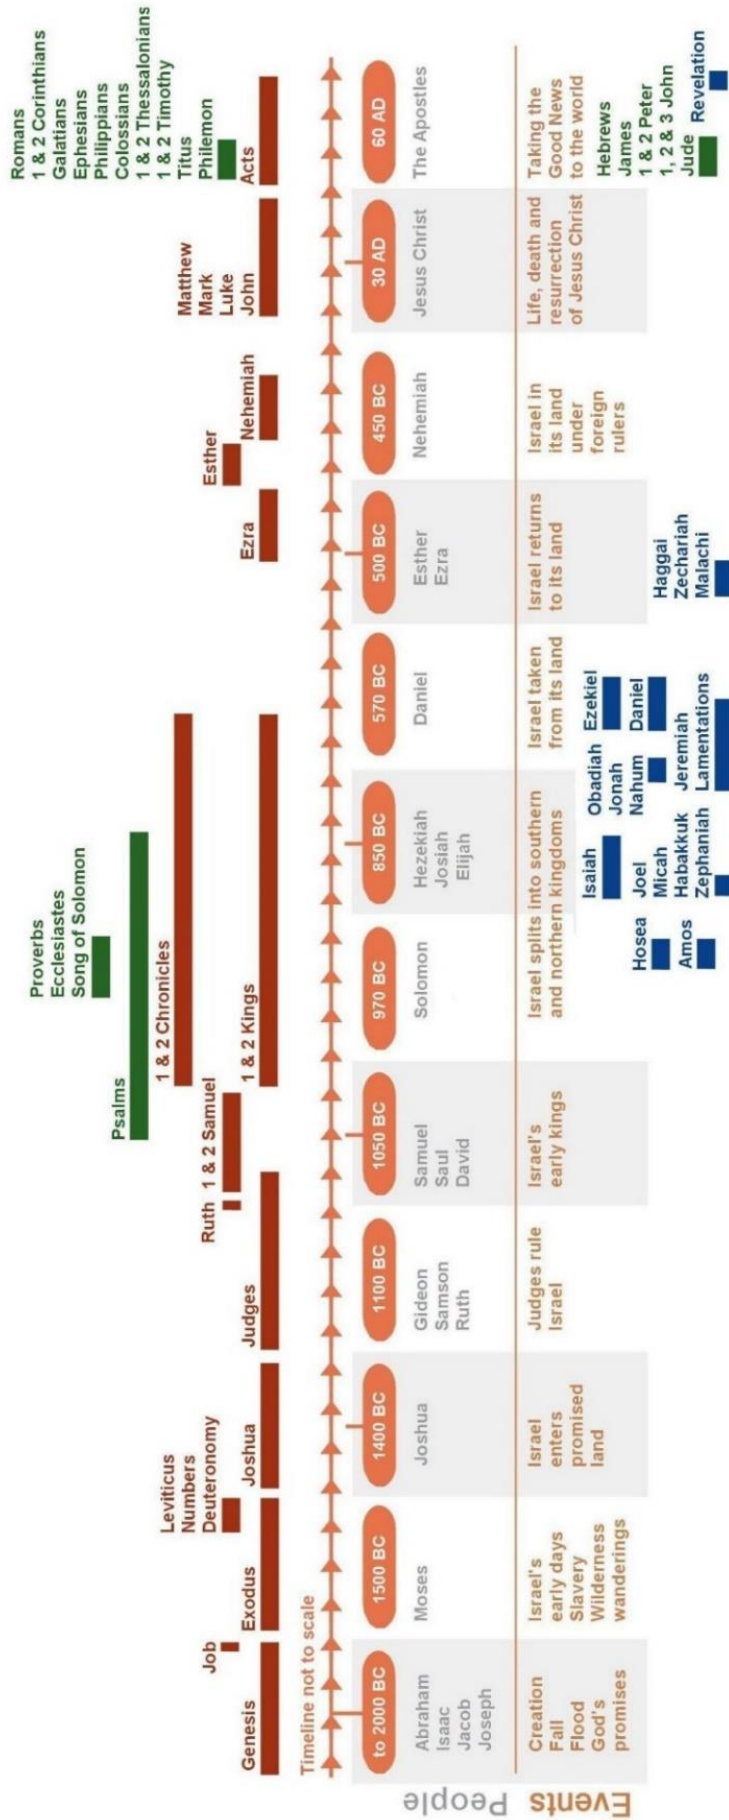 Romans
1 & 2 Corinthians
Galatians
Ephesians
Philippians
Colossians
1 & 2 Thessalonians
1 & 2 Timothy
Titus
Philemon
Proverbs
Ecclesiastes
Song of Solomon
Psalms
1 & 2 Chronicles
Leviticus
Numbers
Deuteronomy
Matthew
Mark
Luke
John
Job
Ruth
1 & 2 Samuel
Esther
Genesis
Exodus
Joshua
Judges
1 & 2 Kings
Ezra
Nehemiah
Acts
Timeline not to scale
to 2000 BC
1500 BC
1400 BC
1100 BC
1050 BC
970 BC
850 BC
570 BC
500 BC
450 BC
30 AD
60 AD
People
Abraham
Isaac
Jacob
Joseph
Moses
Joshua
Gideon
Samson
Ruth
Samuel
Saul
David
Solomon
Hezekiah
Josiah
Elijah
Daniel
Esther
Ezra
Nehemiah
Jesus Christ
The Apostles
Events
Creation
Fall
Flood
God's
promises
Israel's
early days
Slavery
Wilderness
wanderings
Israel
enters
promised
land
Judges rule
Israel
Israel's
early kings
Israel splits into southern
and northern kingdoms
Israel taken
from its land
Israel returns
to its land
Israel in
its land
under
foreign
rulers
Life, death and
resurrection
of Jesus Christ
Taking the
Good News
to the world
Hosea
Amos
Isaiah
Joel
Micah
Habakkuk
Zephaniah
Obadiah
Jonah
Nahum
Jeremiah
Lamentations
Ezekiel
Daniel
Haggai
Zechariah
Malachi
Hebrews
James
1 & 2 Peter
1, 2 & 3 John
Jude
Revelation